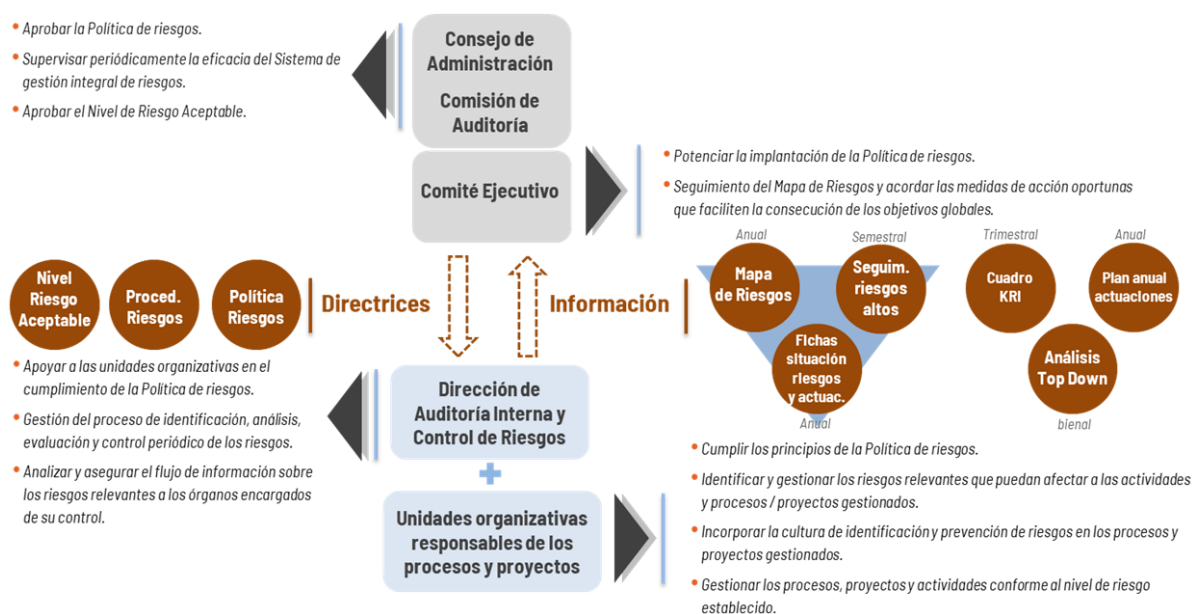 • Aprobar la Política de riesgos.
• Supervisar periódicamente la eficacia del Sistema de
gestión integral de riesgos.
• Aprobar el Nivel de Riesgo Aceptable.
Consejo de
Administración
Comisión de
Auditoría
Comité Ejecutivo
• Potenciar la implantación de la Política de riesgos.
• Seguimiento del Mapa de Riesgos y acordar las medidas de acción oportunas
que faciliten la consecución de los objetivos globales.
Nivel
Riesgo
Aceptable
Proced.
Riesgos
Política
Riesgos
Directrices
Información
Anual
Mapa
de Riesgos
Semestral
Seguim.
riesgos
altos
Fichas
situación
riesgos
y actuac.
Anual
Trimestral
Cuadro
KRI
Anual
Plan anual
actuaciones
Análisis
Top Down
bienal
• Apoyar a las unidades organizativas en el
cumplimiento de la Política de riesgos.
• Gestión del proceso de identificación, análisis,
evaluación y control periódico de los riesgos.
• Analizar y asegurar el flujo de información sobre
los riesgos relevantes a los órganos encargados
de su control.
Dirección de
Auditoría Interna y
Control de Riesgos
+
Unidades organizativas
responsables de los
procesos y proyectos
• Cumplir los principios de la Política de riesgos.
• Identificar y gestionar los riesgos relevantes que puedan afectar a las actividades
y procesos / proyectos gestionados.
• Incorporar la cultura de identificación y prevención de riesgos en los procesos y
proyectos gestionados.
• Gestionar los procesos, proyectos y actividades conforme al nivel de riesgo
establecido.